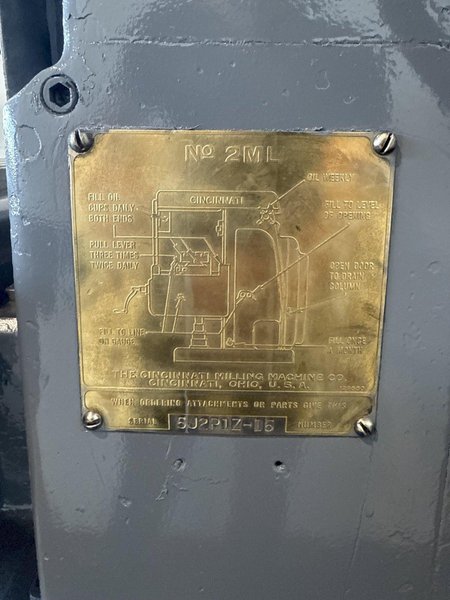 No 2ML
OIL WEEKLY
CINCINNATI
FILL OIL
CUPS DAILY-
BOTH ENDS
FILL TO LEVEL
OF OPENING
PULL LEVER
THREE TIMES
TWICE DAILY
OPEN DOOR
TO DRAIN
COLUMN
FILL TO LINE
ON GAUGE
FILL ONCE
A MONTH
THE CINCINNATI MILLING MACHINE CO.
CINCINNATI, OHIO, U.S.A.
WHEN ORDERING ATTACHMENTS OR PARTS GIVE THIS
SERIAL 5J2P1Z-15 NUMBER